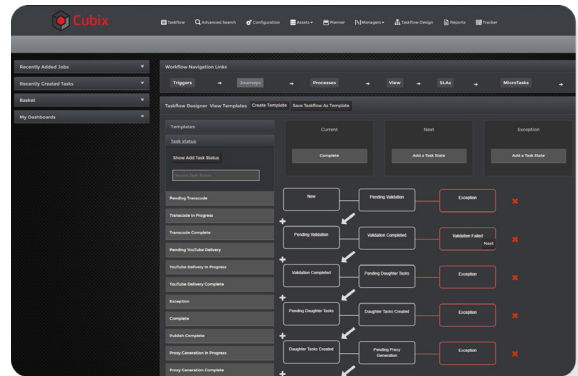 Cubix
Taskflow Advanced Search Configuration Assets Planner Managers Taskflow Design Reports Tracker
Recently Added Jobs
Recently Created Tasks
Basket
My Dashboards
Workflow Navigation Links
Triggers → Destinys → Processes → View → SLAs → MicroTasks →
Taskflow Designer View Templates Create Template Save Taskflow As Template
Templates
Task status
Show Add Task Status
Current Next Exception
Complete Add a Task State Add a Task State
Pending Transcode
Transcode In Progress
Transcode Complete
Pending YouTube Delivery
YouTube Delivery In Progress
YouTube Delivery Complete
Exception
Complete
Publish Complete
Proxy Generation In Progress
Proxy Generation Complete
New Pending Validation Exception
Pending Validation Validation Completed Validation Failed
Next
Validation Completed Pending Daughter Tasks Exception
Pending Daughter Tasks Daughter Tasks Created Exception
Daughter Tasks Created Pending Proxy Generation Exception